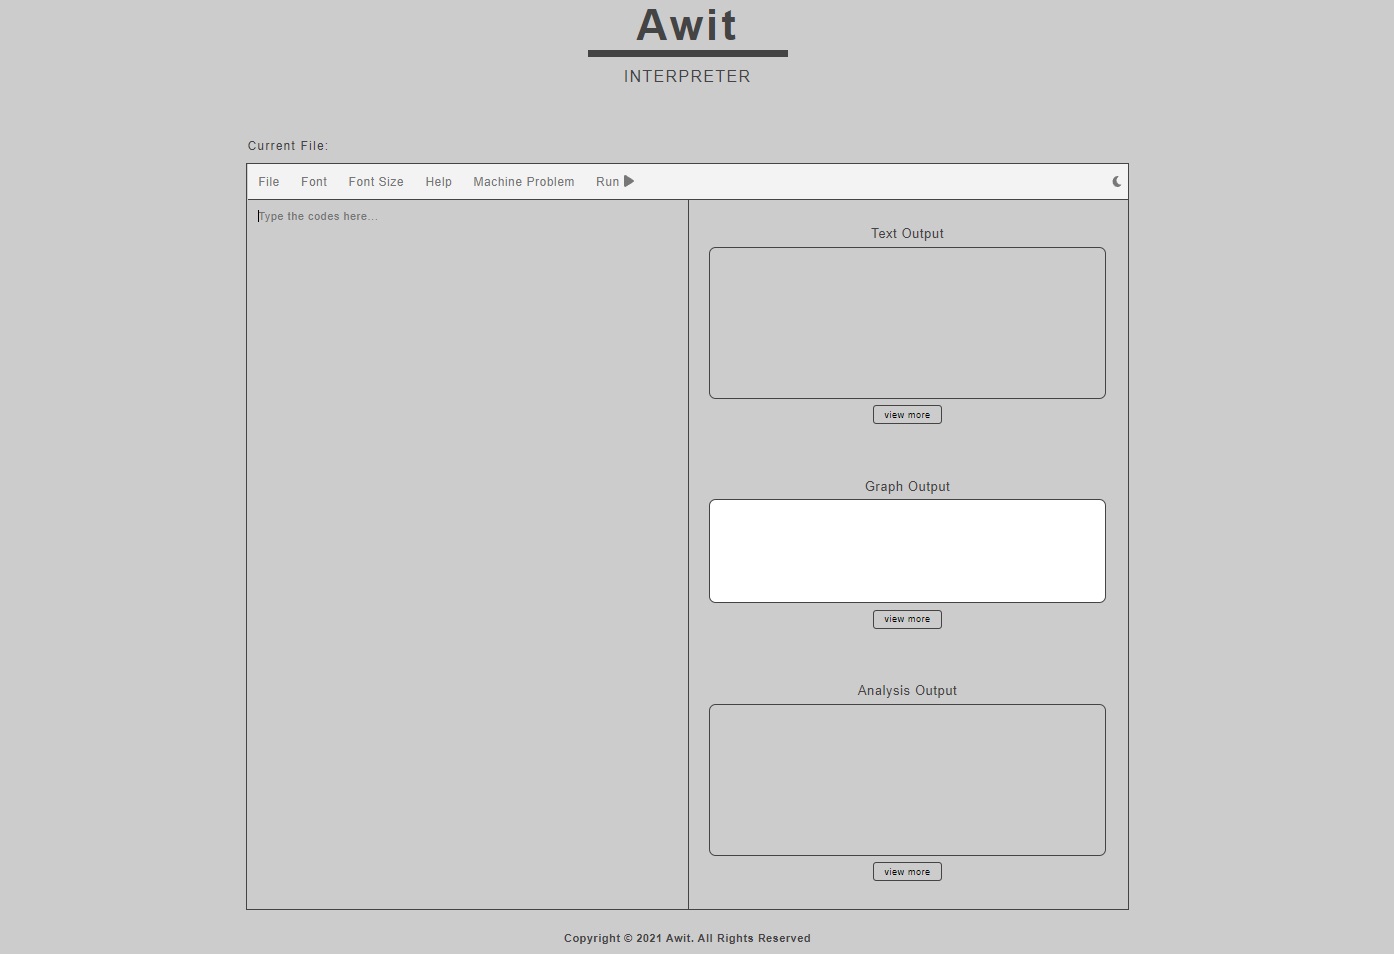 Awit
INTERPRETER
Current File:
File Font Font Size Help Machine Problem Run
Type the codes here...
Text Output
view more
Graph Output
view more
Analysis Output
view more
Copyright © 2021 Awit. All Rights Reserved